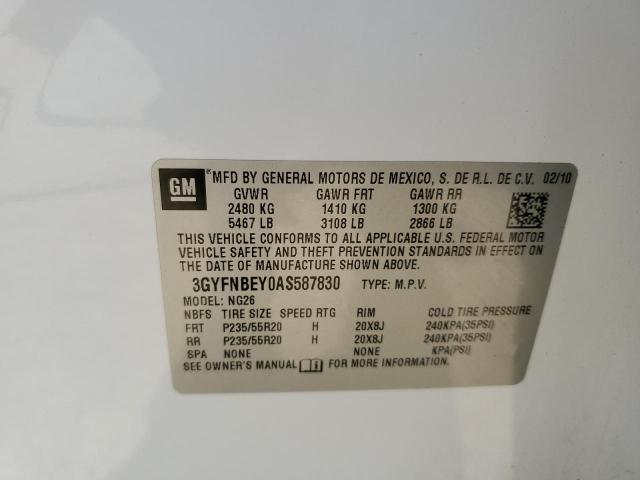 GM ® MFD BY GENERAL MOTORS DE MEXICO, S. DE R.L. DE C.V. 02/10
GVWR GAWR FRT GAWR RR
2480 KG 1410 KG 1300 KG
5467 LB 3108 LB 2866 LB
THIS VEHICLE CONFORMS TO ALL APPLICABLE U.S. FEDERAL MOTOR
VEHICLE SAFETY AND THEFT PREVENTION STANDARDS IN EFFECT ON
THE DATE OF MANUFACTURE SHOWN ABOVE.
3GYFNBEY0AS587830 TYPE: M.P.V.
MODEL: NG26
NBFS TIRE SIZE SPEED RTG RIM COLD TIRE PRESSURE
FRT P235/55R20 H 20X8J 240KPA(35PSI)
RR P235/55R20 H 20X8J 240KPA(35PSI)
SPA NONE NONE KPA(PSI)
SEE OWNER'S MANUAL FOR MORE INFORMATION.